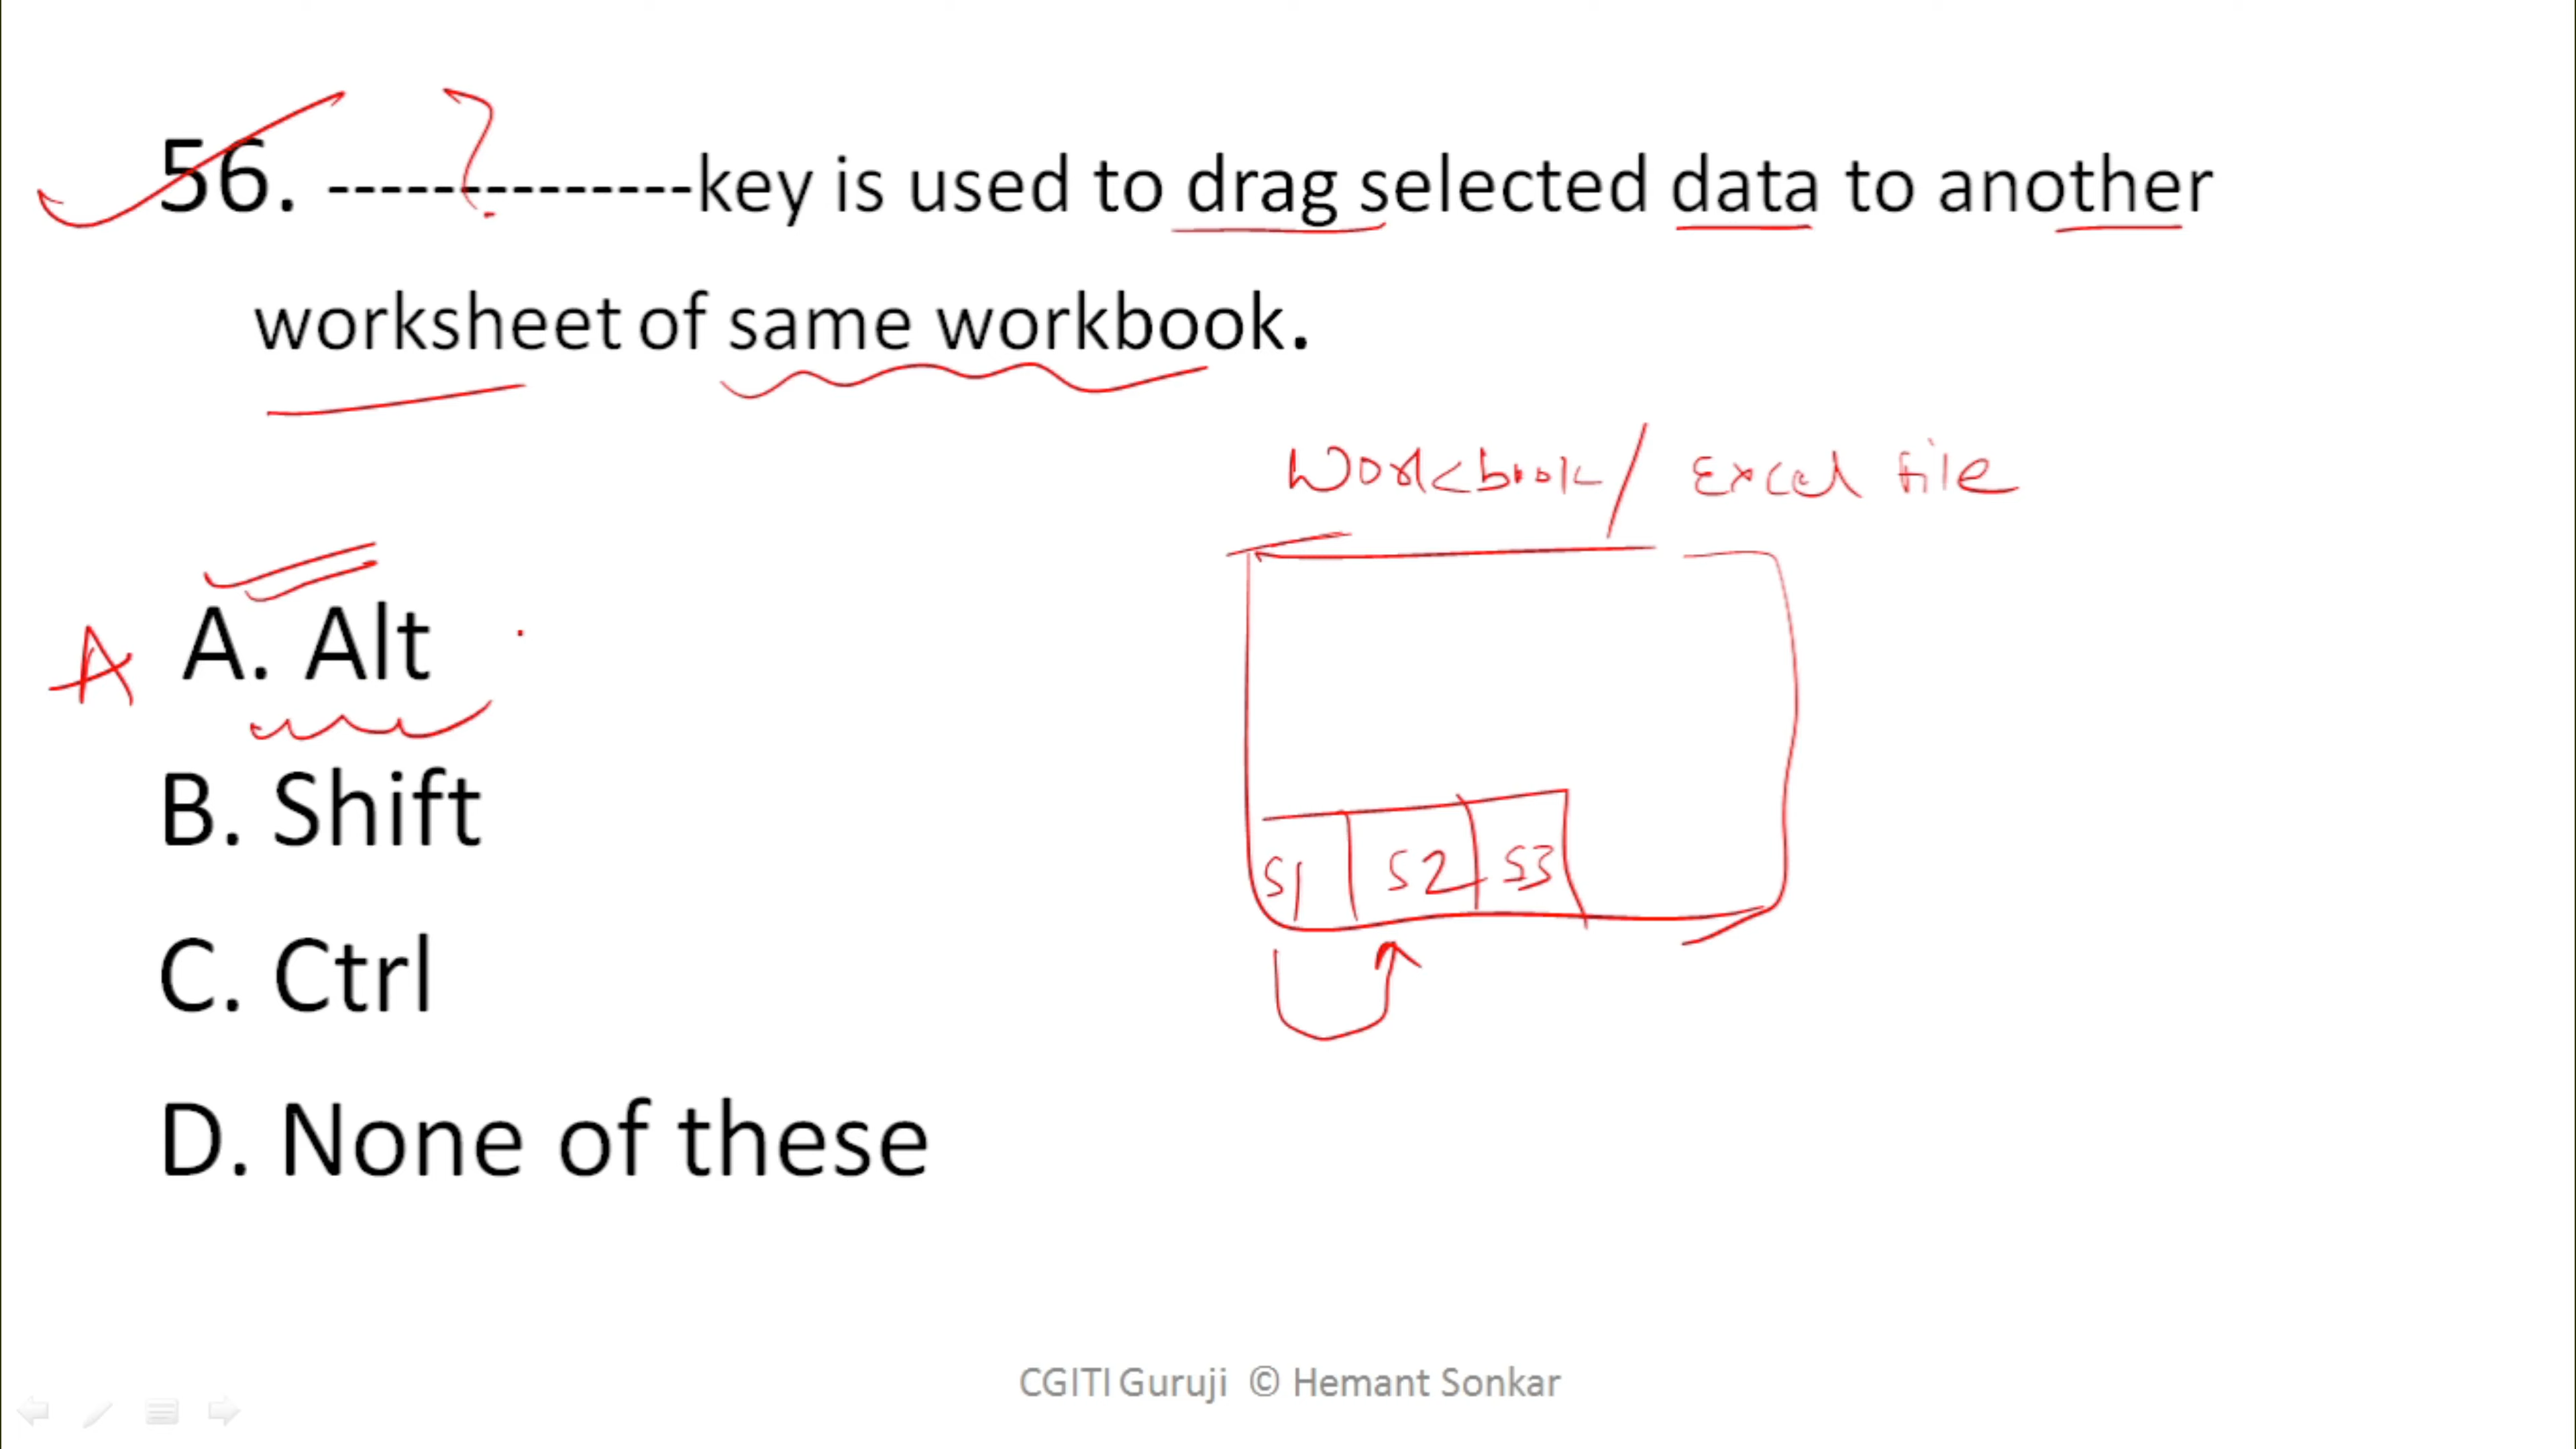 56. --------------key is used to drag selected data to another
worksheet of same workbook.
?
Workbook / Excel file
A
A. Alt
B. Shift
S1 S2 S3
C. Ctrl
D. None of these
CGITI Guruji © Hemant Sonkar